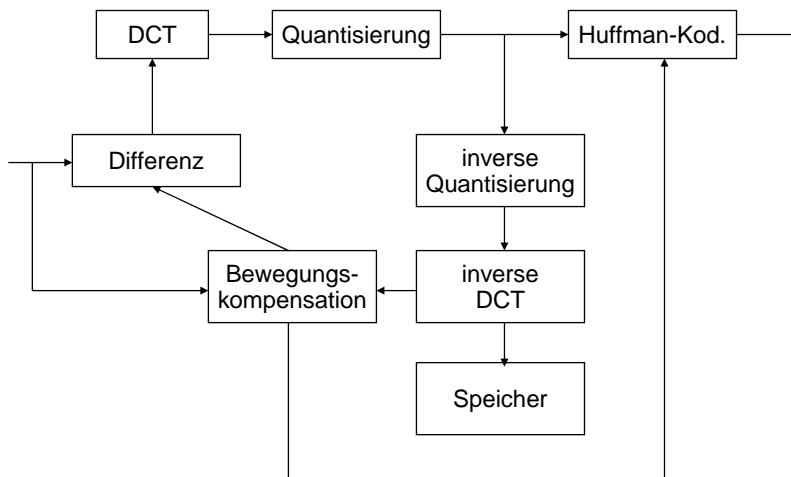 DCT
Quantisierung
Huffman-Kod.
Differenz
inverse
Quantisierung
Bewegungs-
kompensation
inverse
DCT
Speicher